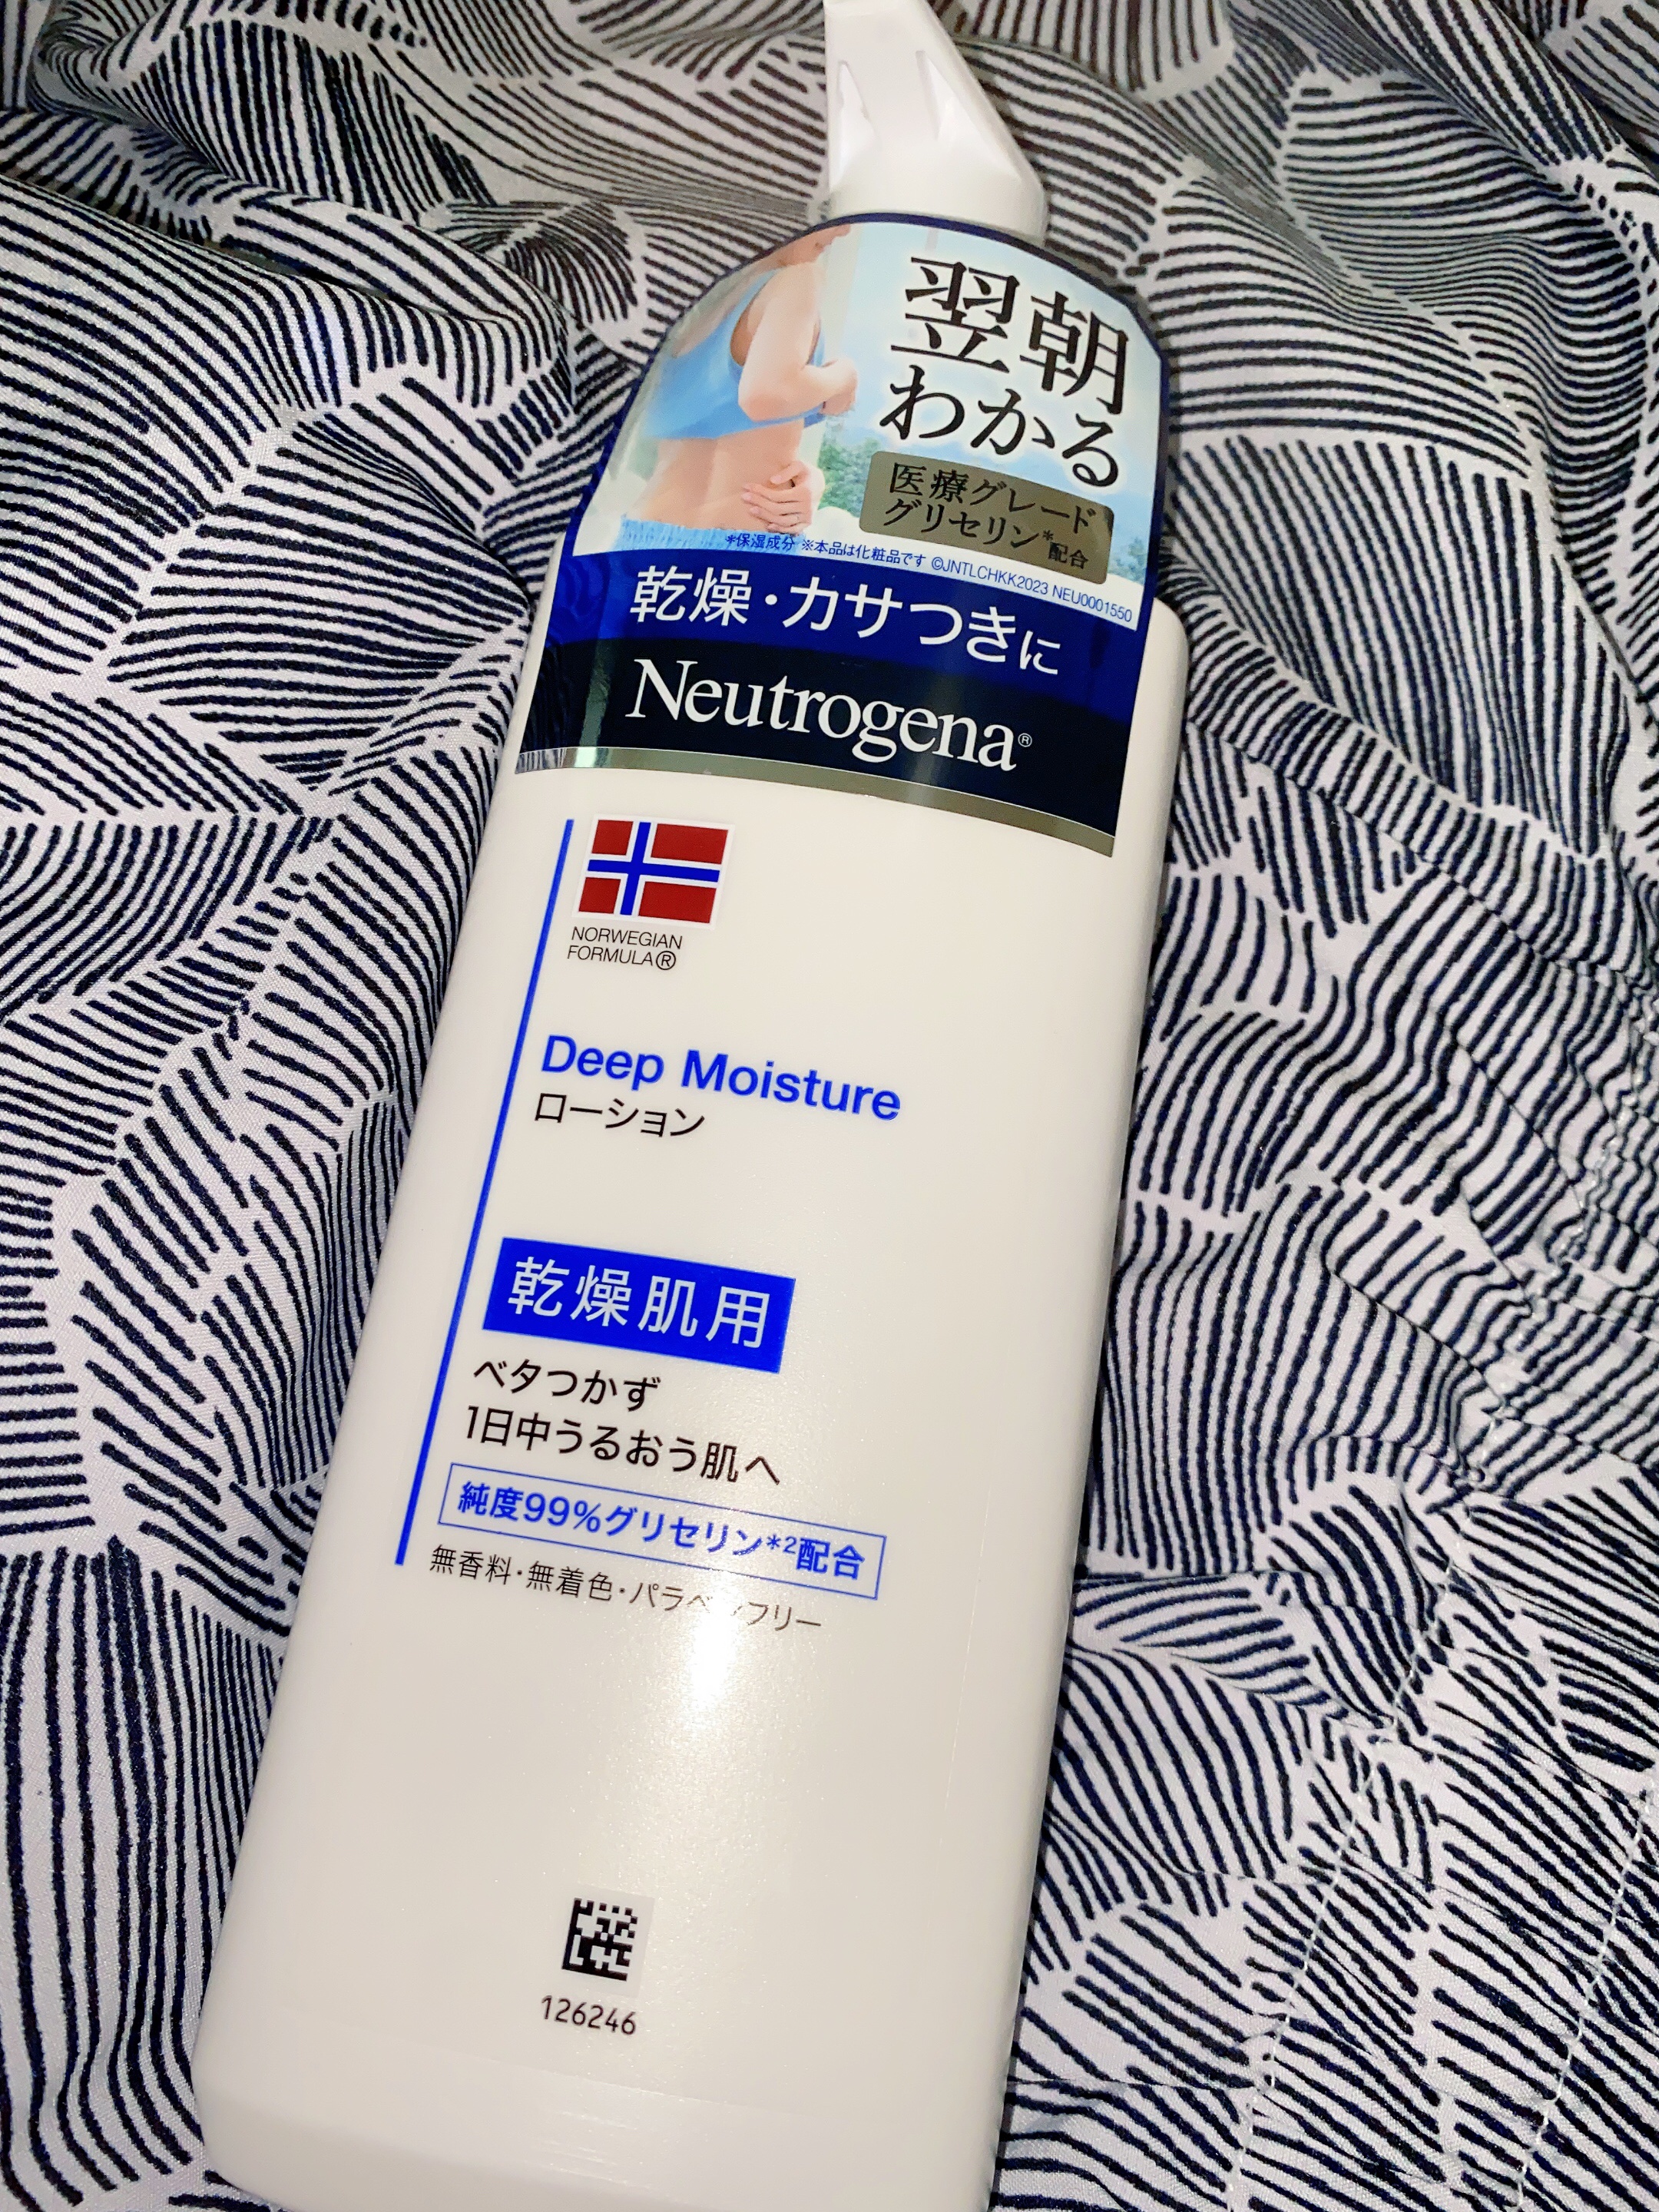 翌朝
わかる
医療グレード
グリセリン*配合
*保湿成分 ※本品は化粧品です ©JNTLCHKK2023 NEU0001550
乾燥・カサつきに
Neutrogena®
NORWEGIAN
FORMULA®
Deep Moisture
ローション
乾燥肌用
ベタつかず
1日中うるおう肌へ
純度99%グリセリン*2配合
無香料・無着色・パラベンフリー
126246